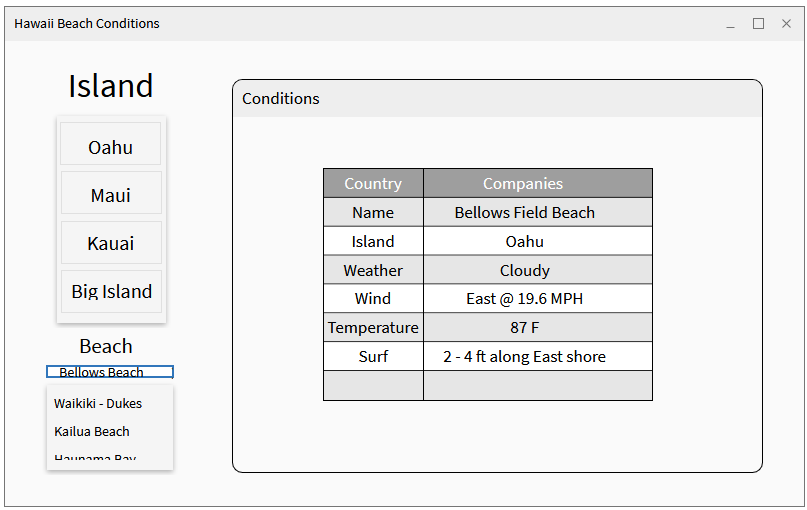 Hawaii Beach Conditions
Island
Oahu
Maui
Kauai
Big Island
Beach
Bellows Beach
Waikiki - Dukes
Kailua Beach
Haunama Bay
Conditions
Country Companies
Name Bellows Field Beach
Island Oahu
Weather Cloudy
Wind East @ 19.6 MPH
Temperature 87 F
Surf 2 - 4 ft along East shore